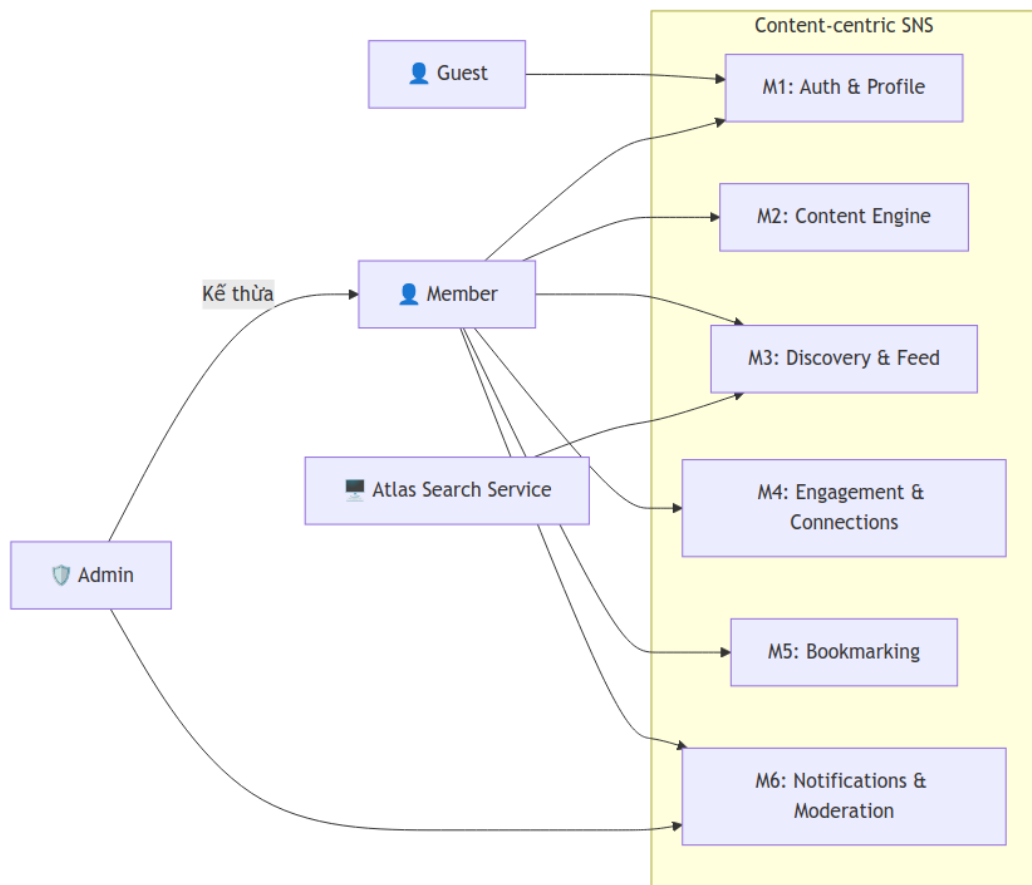 Content-centric SNS
👤 Guest
M1: Auth & Profile
M2: Content Engine
Kế thừa
👤 Member
M3: Discovery & Feed
🖥️ Atlas Search Service
M4: Engagement &
Connections
🛡️ Admin
M5: Bookmarking
M6: Notifications &
Moderation